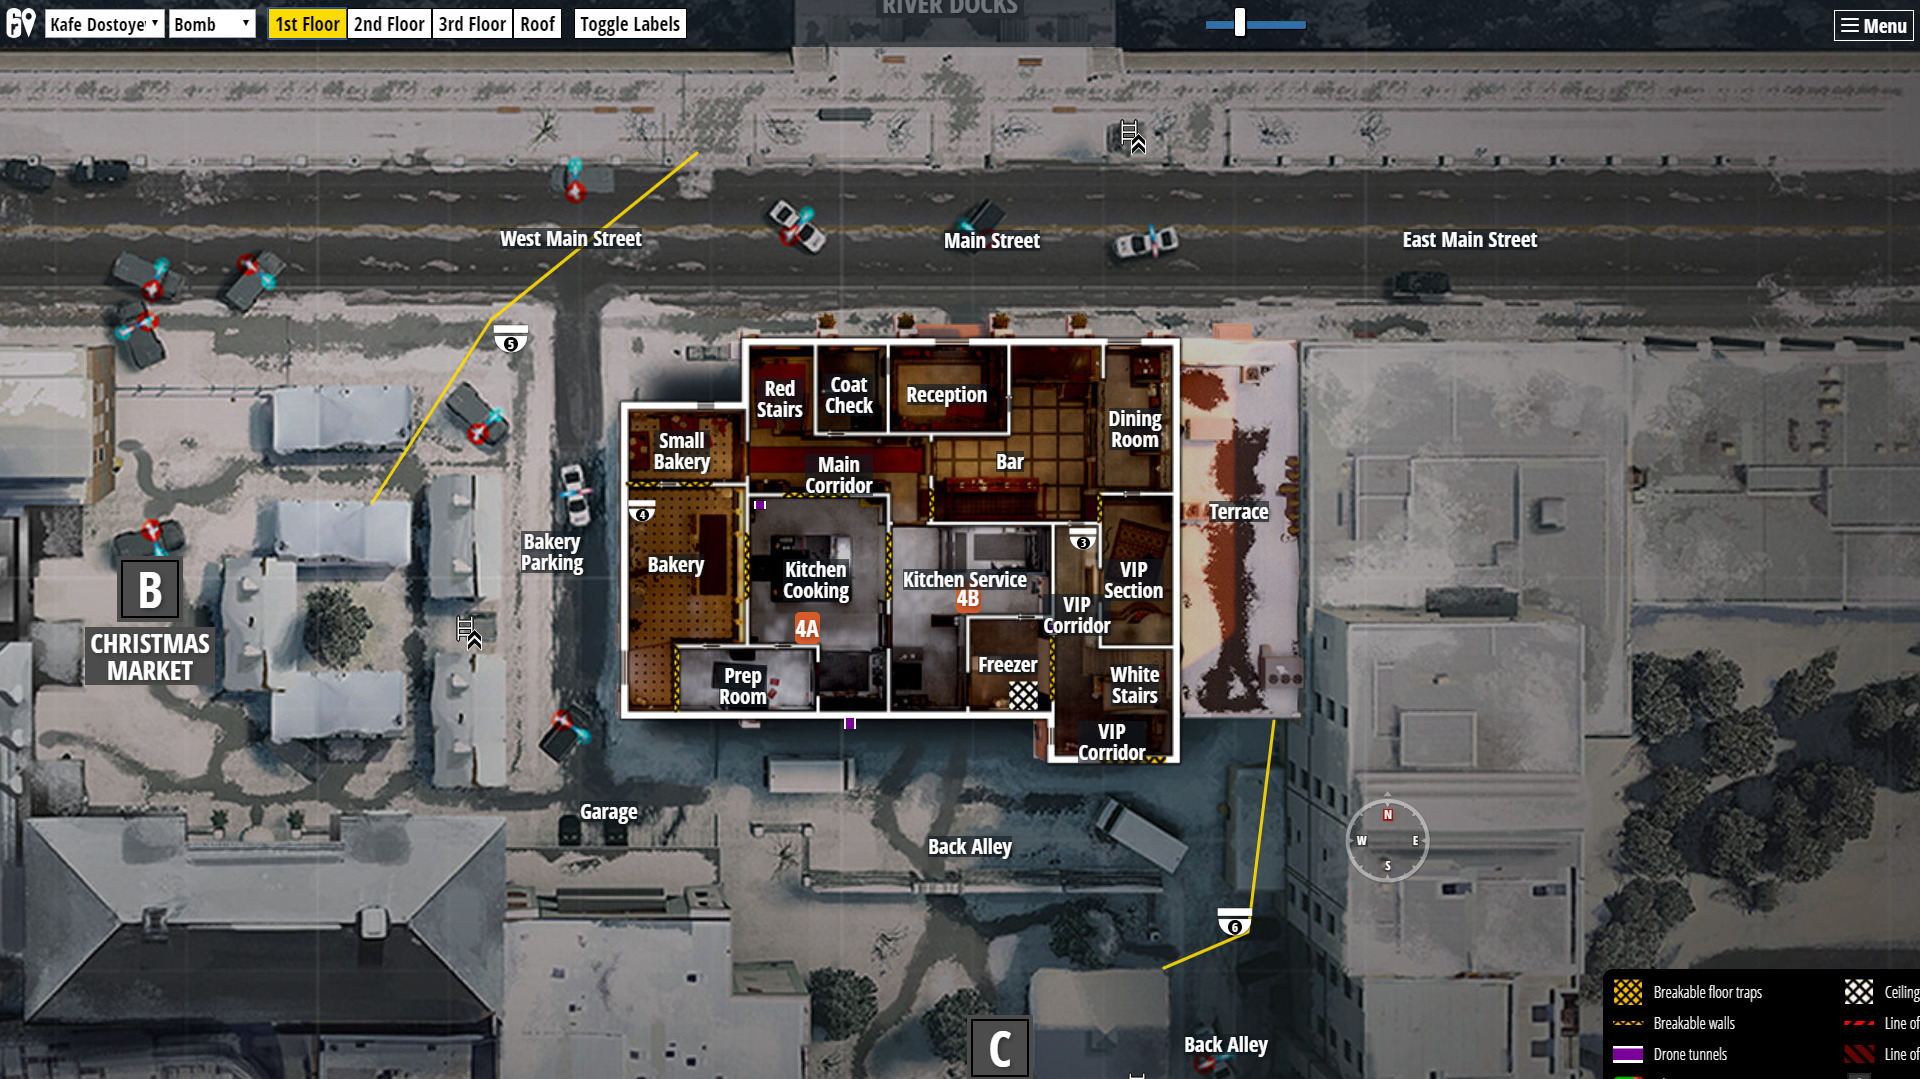 Kafe Dostoye
Bomb
1st Floor
2nd Floor
3rd Floor
Roof
Toggle Labels
RIVER DOCKS
Menu
West Main Street
Main Street
East Main Street
5
Red
Stairs
Coat
Check
Reception
Dining
Room
Small
Bakery
Main
Corridor
Bar
Terrace
4
3
Bakery
Parking
Bakery
Kitchen
Cooking
Kitchen Service
4B
VIP
Section
VIP
Corridor
4A
B
CHRISTMAS
MARKET
Prep
Room
Freezer
White
Stairs
VIP
Corridor
Garage
Back Alley
N
W
E
S
6
C
Back Alley
Breakable floor traps
Breakable walls
Drone tunnels
Ceiling
Line of
Line of